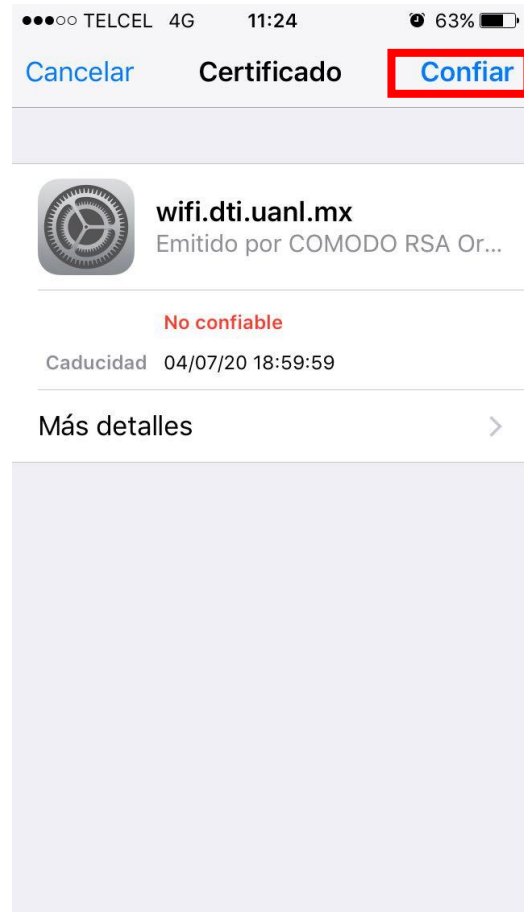 TELCEL 4G 11:24 63%
Cancelar Certificado Confiar
wifi.dti.uanl.mx
Emitido por COMODO RSA Or...
No confiable
Caducidad 04/07/20 18:59:59
Más detalles